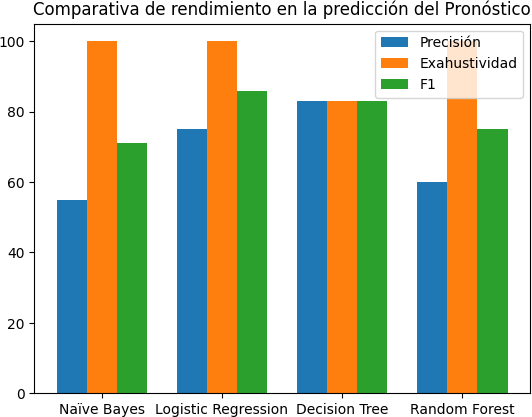 Comparativa de rendimiento en la predicción del Pronóstico
100
80
60
40
20
0
Precisión
Exahustividad
F1
Naïve Bayes
Logistic Regression
Decision Tree
Random Forest